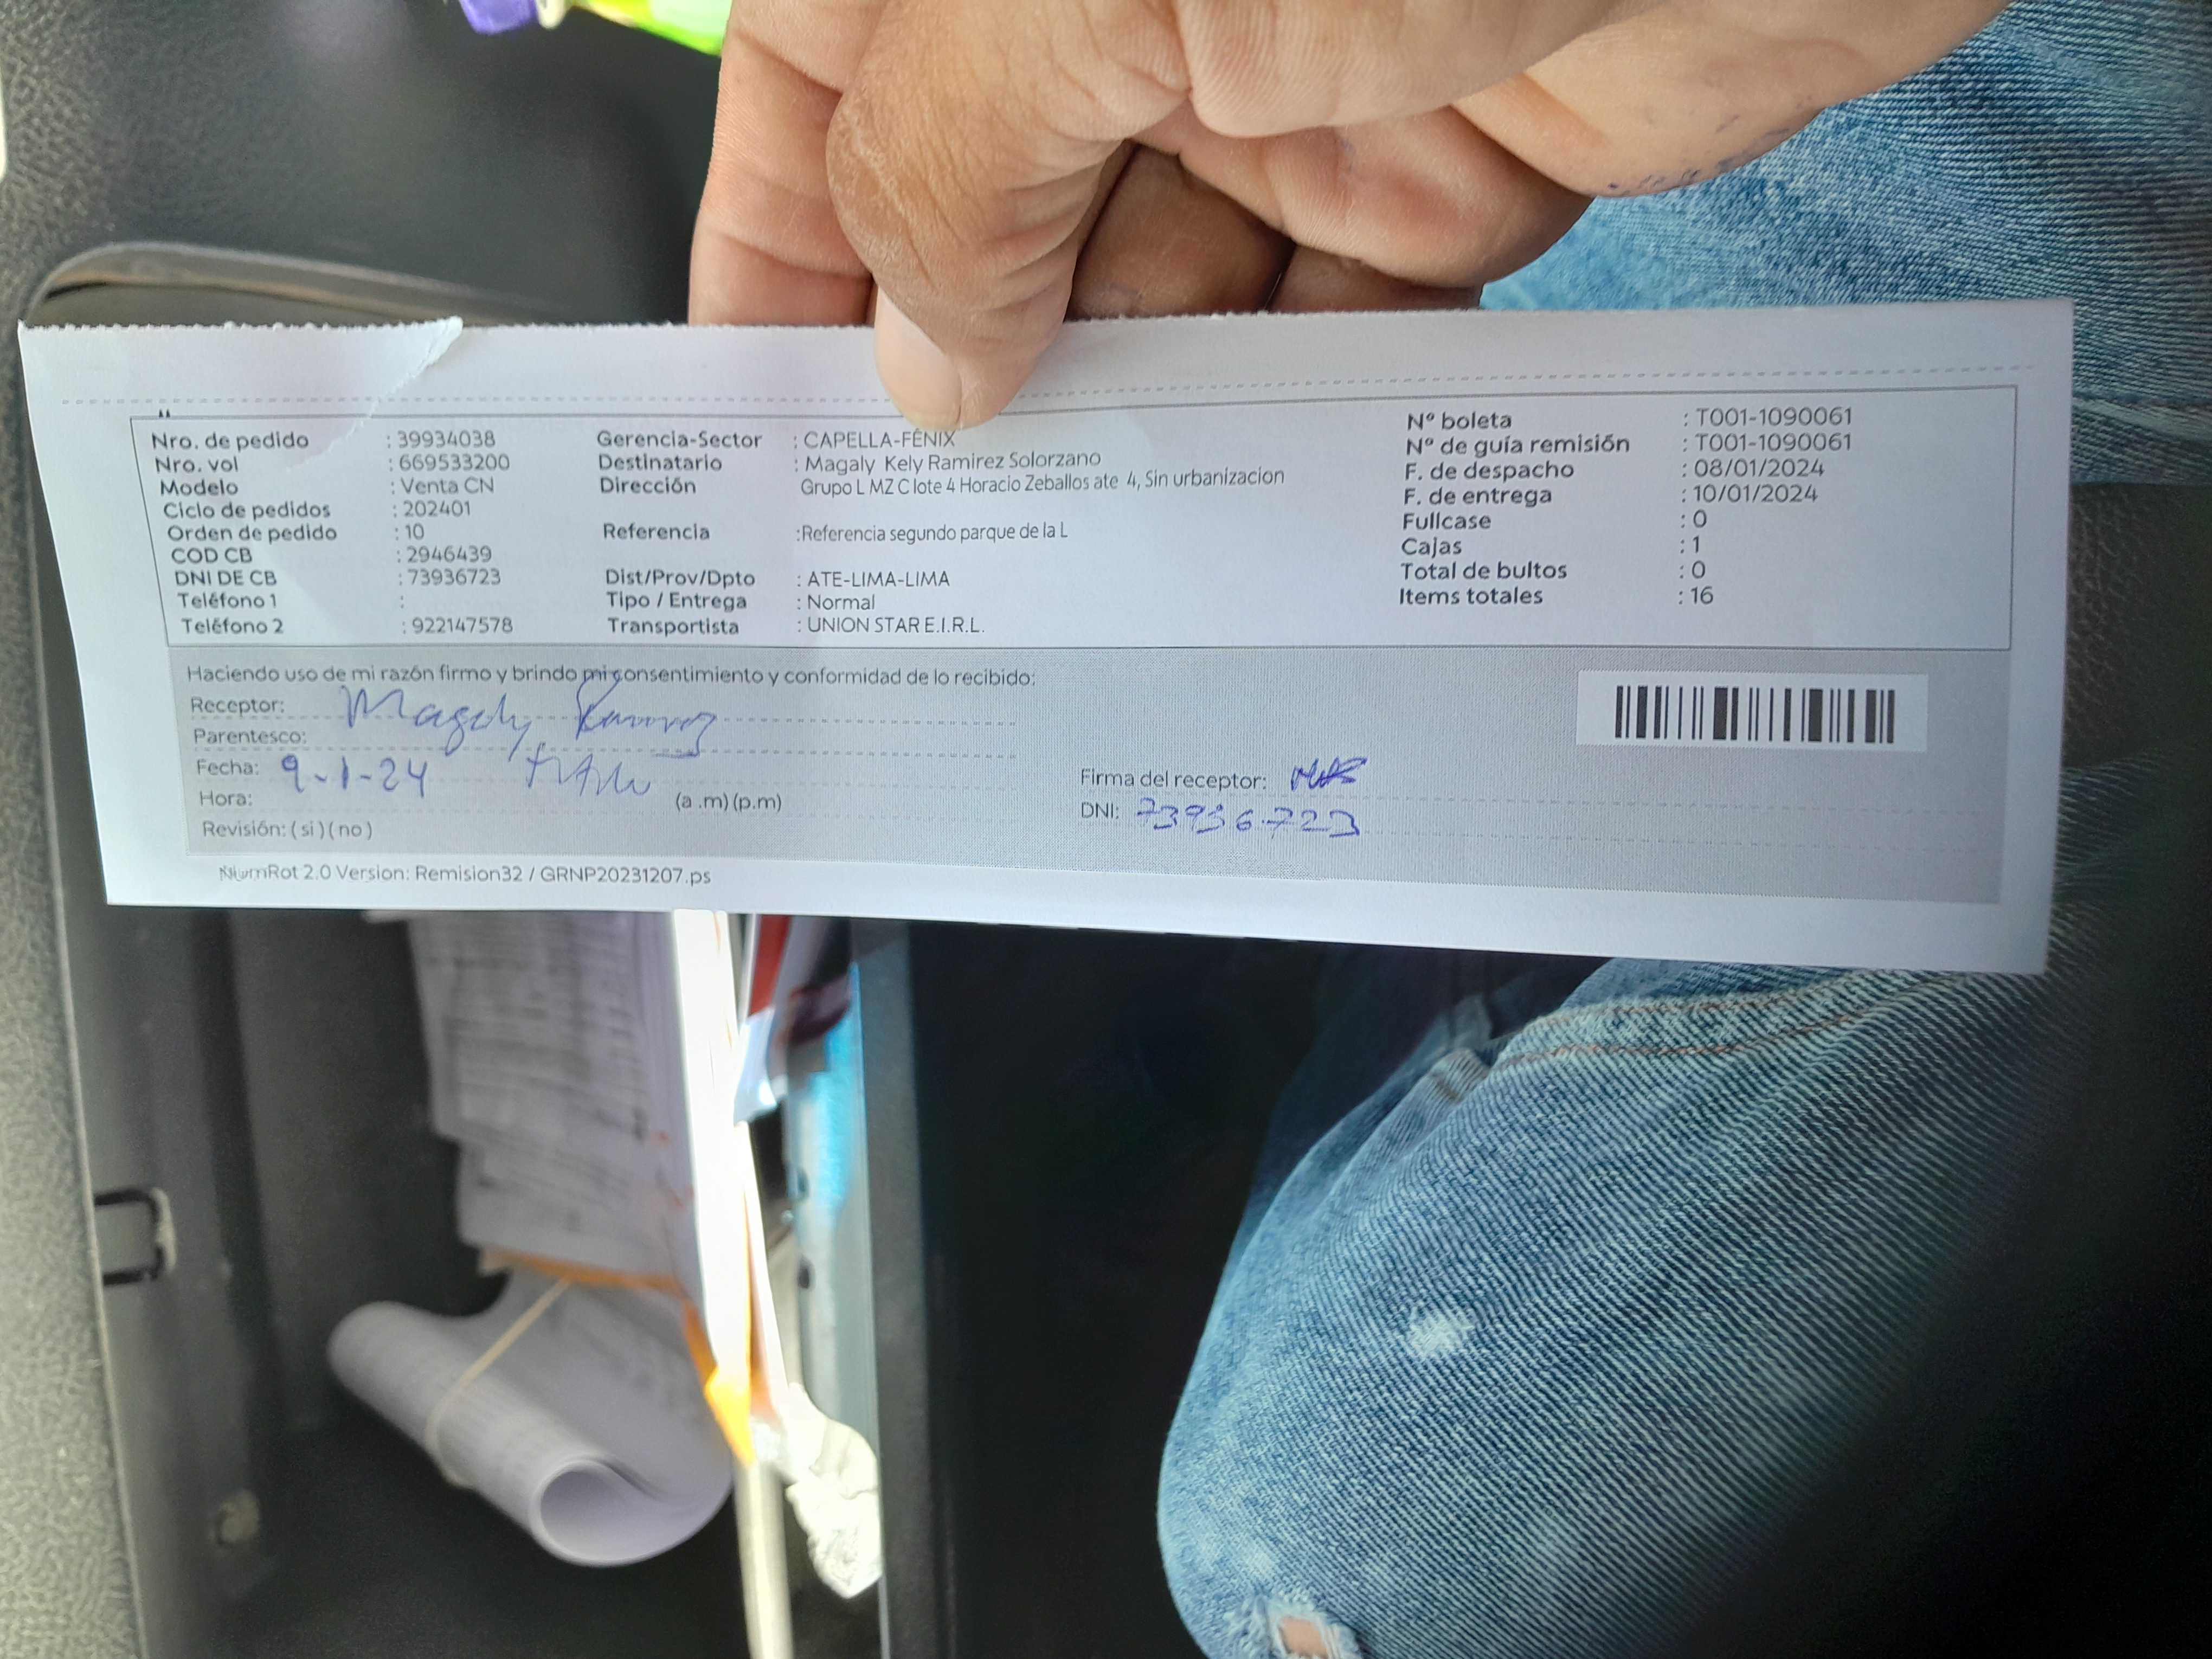 Nro. de pedido : 39934038
Nro. vol : 669533200
Modelo : Venta CN
Ciclo de pedidos : 202401
Orden de pedido : 10
COD CB : 2946439
DNI DE CB : 73936723
Teléfono 1 :
Teléfono 2 : 922147578
Gerencia-Sector : CAPELLA-FÉNIX
Destinatario : Magaly Kely Ramirez Solorzano
Dirección Grupo L MZ C lote 4 Horacio Zeballos ate 4, Sin urbanizacion
Referencia :Referencia segundo parque de la L
Dist/Prov/Dpto : ATE-LIMA-LIMA
Tipo / Entrega : Normal
Transportista : UNION STAR E.I.R.L.
Nº boleta : T001-1090061
Nº de guía remisión : T001-1090061
F. de despacho : 08/01/2024
F. de entrega : 10/01/2024
Fullcase : 0
Cajas : 1
Total de bultos : 0
Items totales : 16
Haciendo uso de mi razón firmo y brindo mi consentimiento y conformidad de lo recibido:
Receptor: Magaly Ramirez
Parentesco:
Fecha: 9-1-24
Hora: (a .m) (p.m)
Revisión: ( si ) ( no )
Firma del receptor:
DNI: 73936723
NumRot 2.0 Version: Remision32 / GRNP20231207.ps